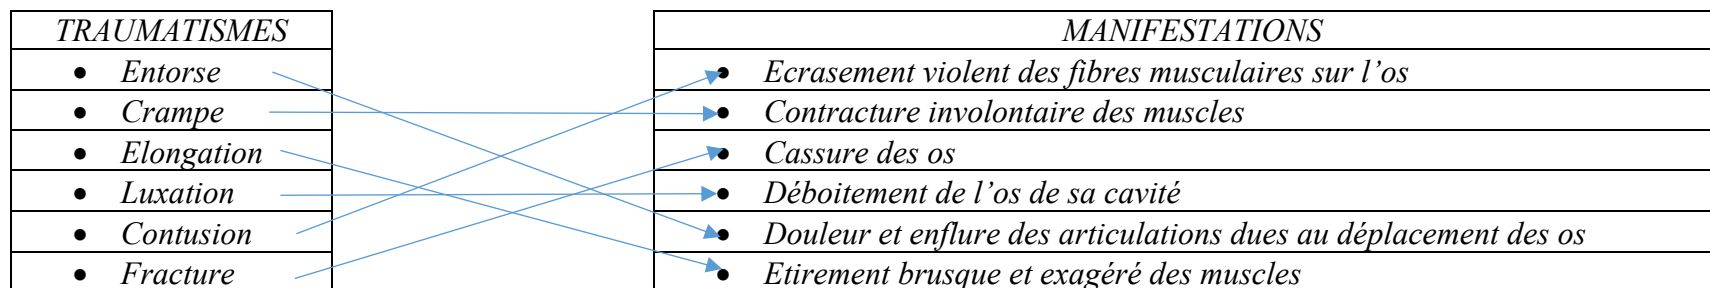 TRAUMATISMES MANIFESTATIONS
• Entorse • Ecrasement violent des fibres musculaires sur l’os
• Crampe • Contracture involontaire des muscles
• Elongation • Cassure des os
• Luxation • Déboitement de l’os de sa cavité
• Contusion • Douleur et enflure des articulations dues au déplacement des os
• Fracture • Etirement brusque et exagéré des muscles